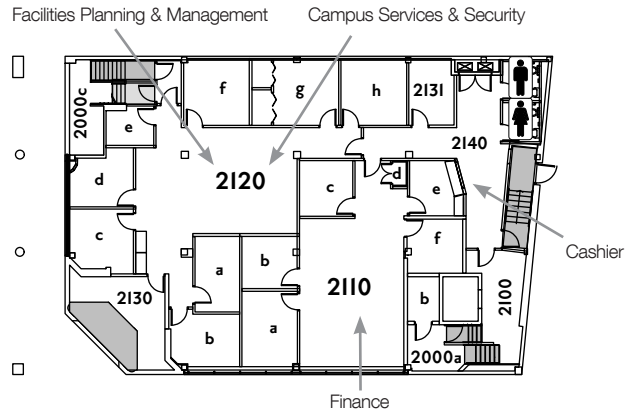 Facilities Planning & Management
Campus Services & Security
f
g
h
2131
2000c
e
2140
d
2120
c
d
e
Cashier
c
f
a
b
2110
2100
2130
b
a
b
2000a
Finance